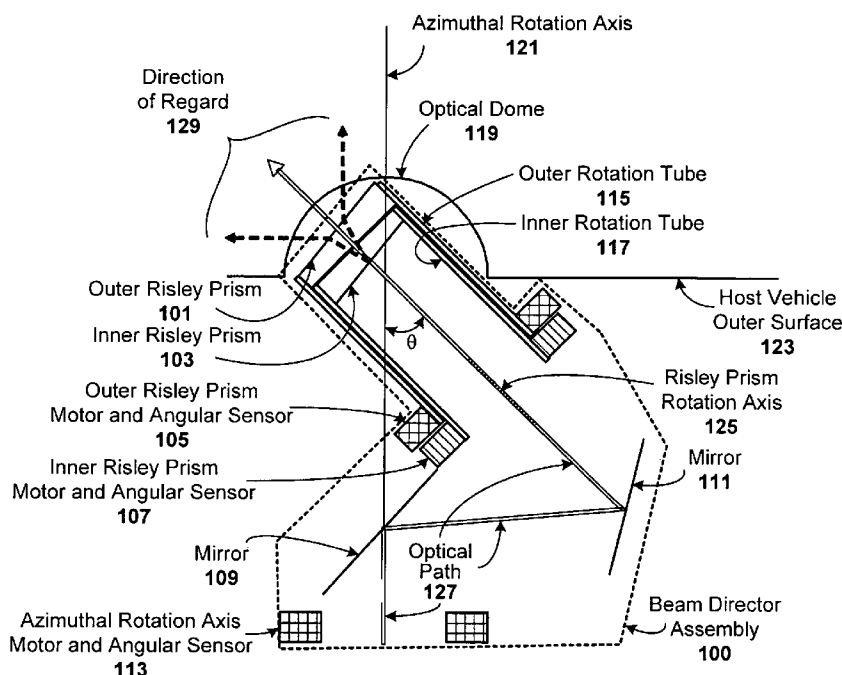 Azimuthal Rotation Axis
121
Direction
of Regard
129
Optical Dome
119
Outer Rotation Tube
115
Inner Rotation Tube
117
Outer Risley Prism
101
Inner Risley Prism
103
θ
Host Vehicle
Outer Surface
123
Outer Risley Prism
Motor and Angular Sensor
105
Risley Prism
Rotation Axis
125
Inner Risley Prism
Motor and Angular Sensor
107
Mirror
111
Mirror
109
Optical
Path
127
Azimuthal Rotation Axis
Motor and Angular Sensor
113
Beam Director
Assembly
100